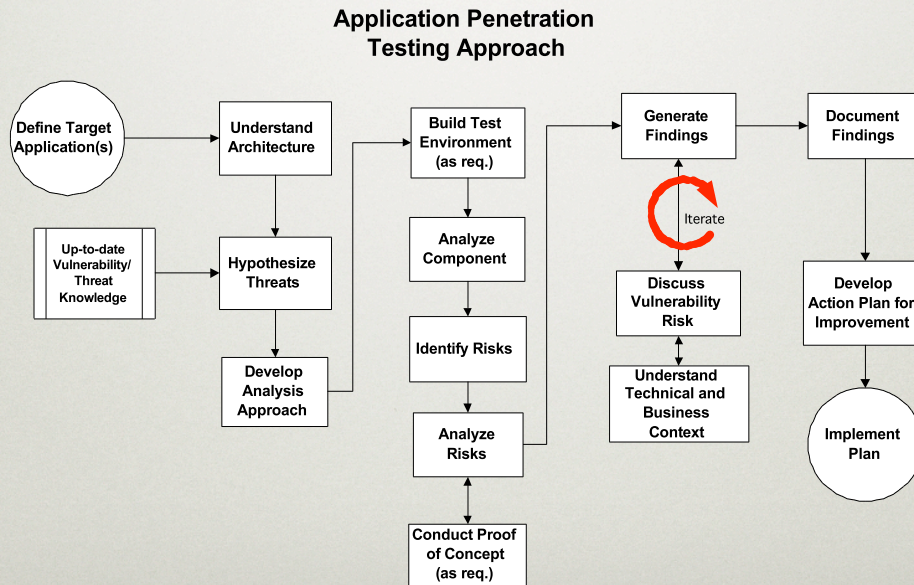 Application Penetration
Testing Approach
Define Target
Application(s)
Up-to-date
Vulnerability/
Threat
Knowledge
Understand
Architecture
Hypothesize
Threats
Develop
Analysis
Approach
Build Test
Environment
(as req.)
Analyze
Component
Identify Risks
Analyze
Risks
Conduct Proof
of Concept
(as req.)
Generate
Findings
Iterate
Discuss
Vulnerability
Risk
Understand
Technical and
Business
Context
Document
Findings
Develop
Action Plan for
Improvement
Implement
Plan